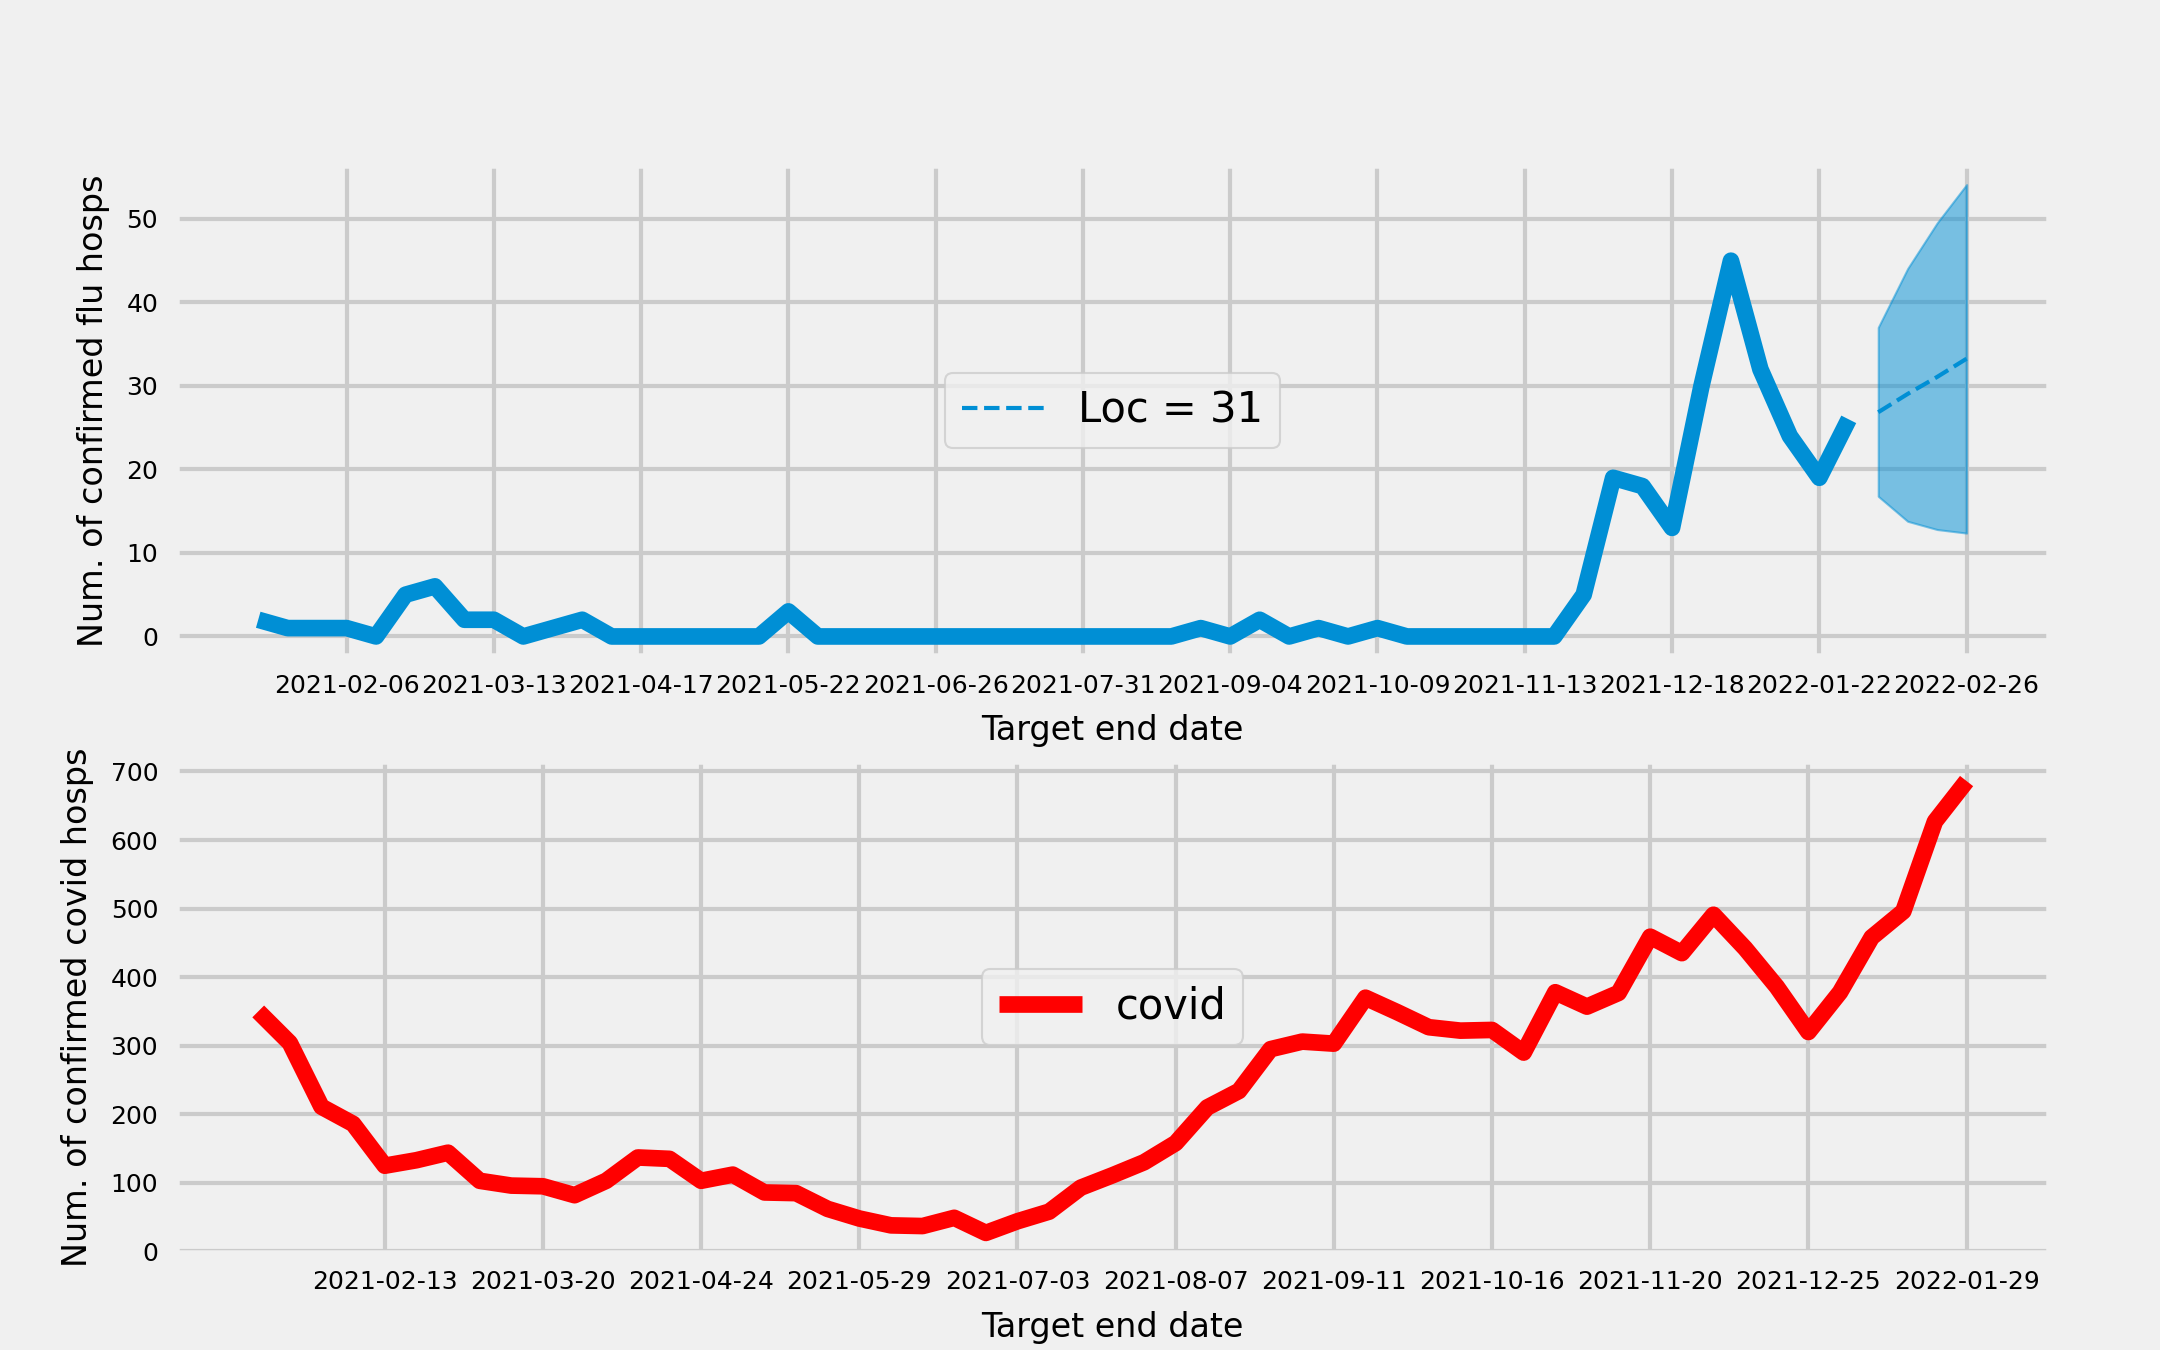 Num. of confirmed flu hosps
50
40
30
20
10
0
Loc = 31
2021-02-06 2021-03-13 2021-04-17 2021-05-22 2021-06-26 2021-07-31 2021-09-04 2021-10-09 2021-11-13 2021-12-18 2022-01-22 2022-02-26
Target end date
Num. of confirmed covid hosps
700
600
500
400
300
200
100
0
covid
2021-02-13 2021-03-20 2021-04-24 2021-05-29 2021-07-03 2021-08-07 2021-09-11 2021-10-16 2021-11-20 2021-12-25 2022-01-29
Target end date